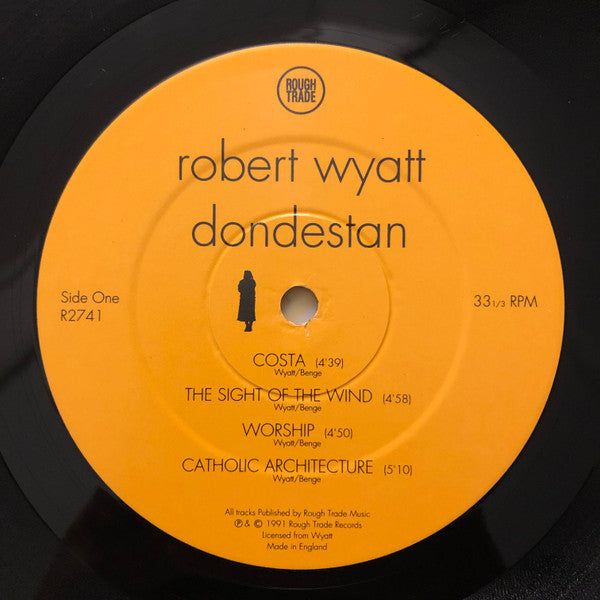 ROUGH
TRADE
robert wyatt
dondestan
Side One
R2741
33 1/3 RPM
COSTA (4'39)
Wyatt/Benge
THE SIGHT OF THE WIND (4'58)
Wyatt/Benge
WORSHIP (4'50)
Wyatt/Benge
CATHOLIC ARCHITECTURE (5'10)
Wyatt/Benge
All tracks Published by Rough Trade Music
℗ & © 1991 Rough Trade Records
Licensed from Wyatt
Made in England